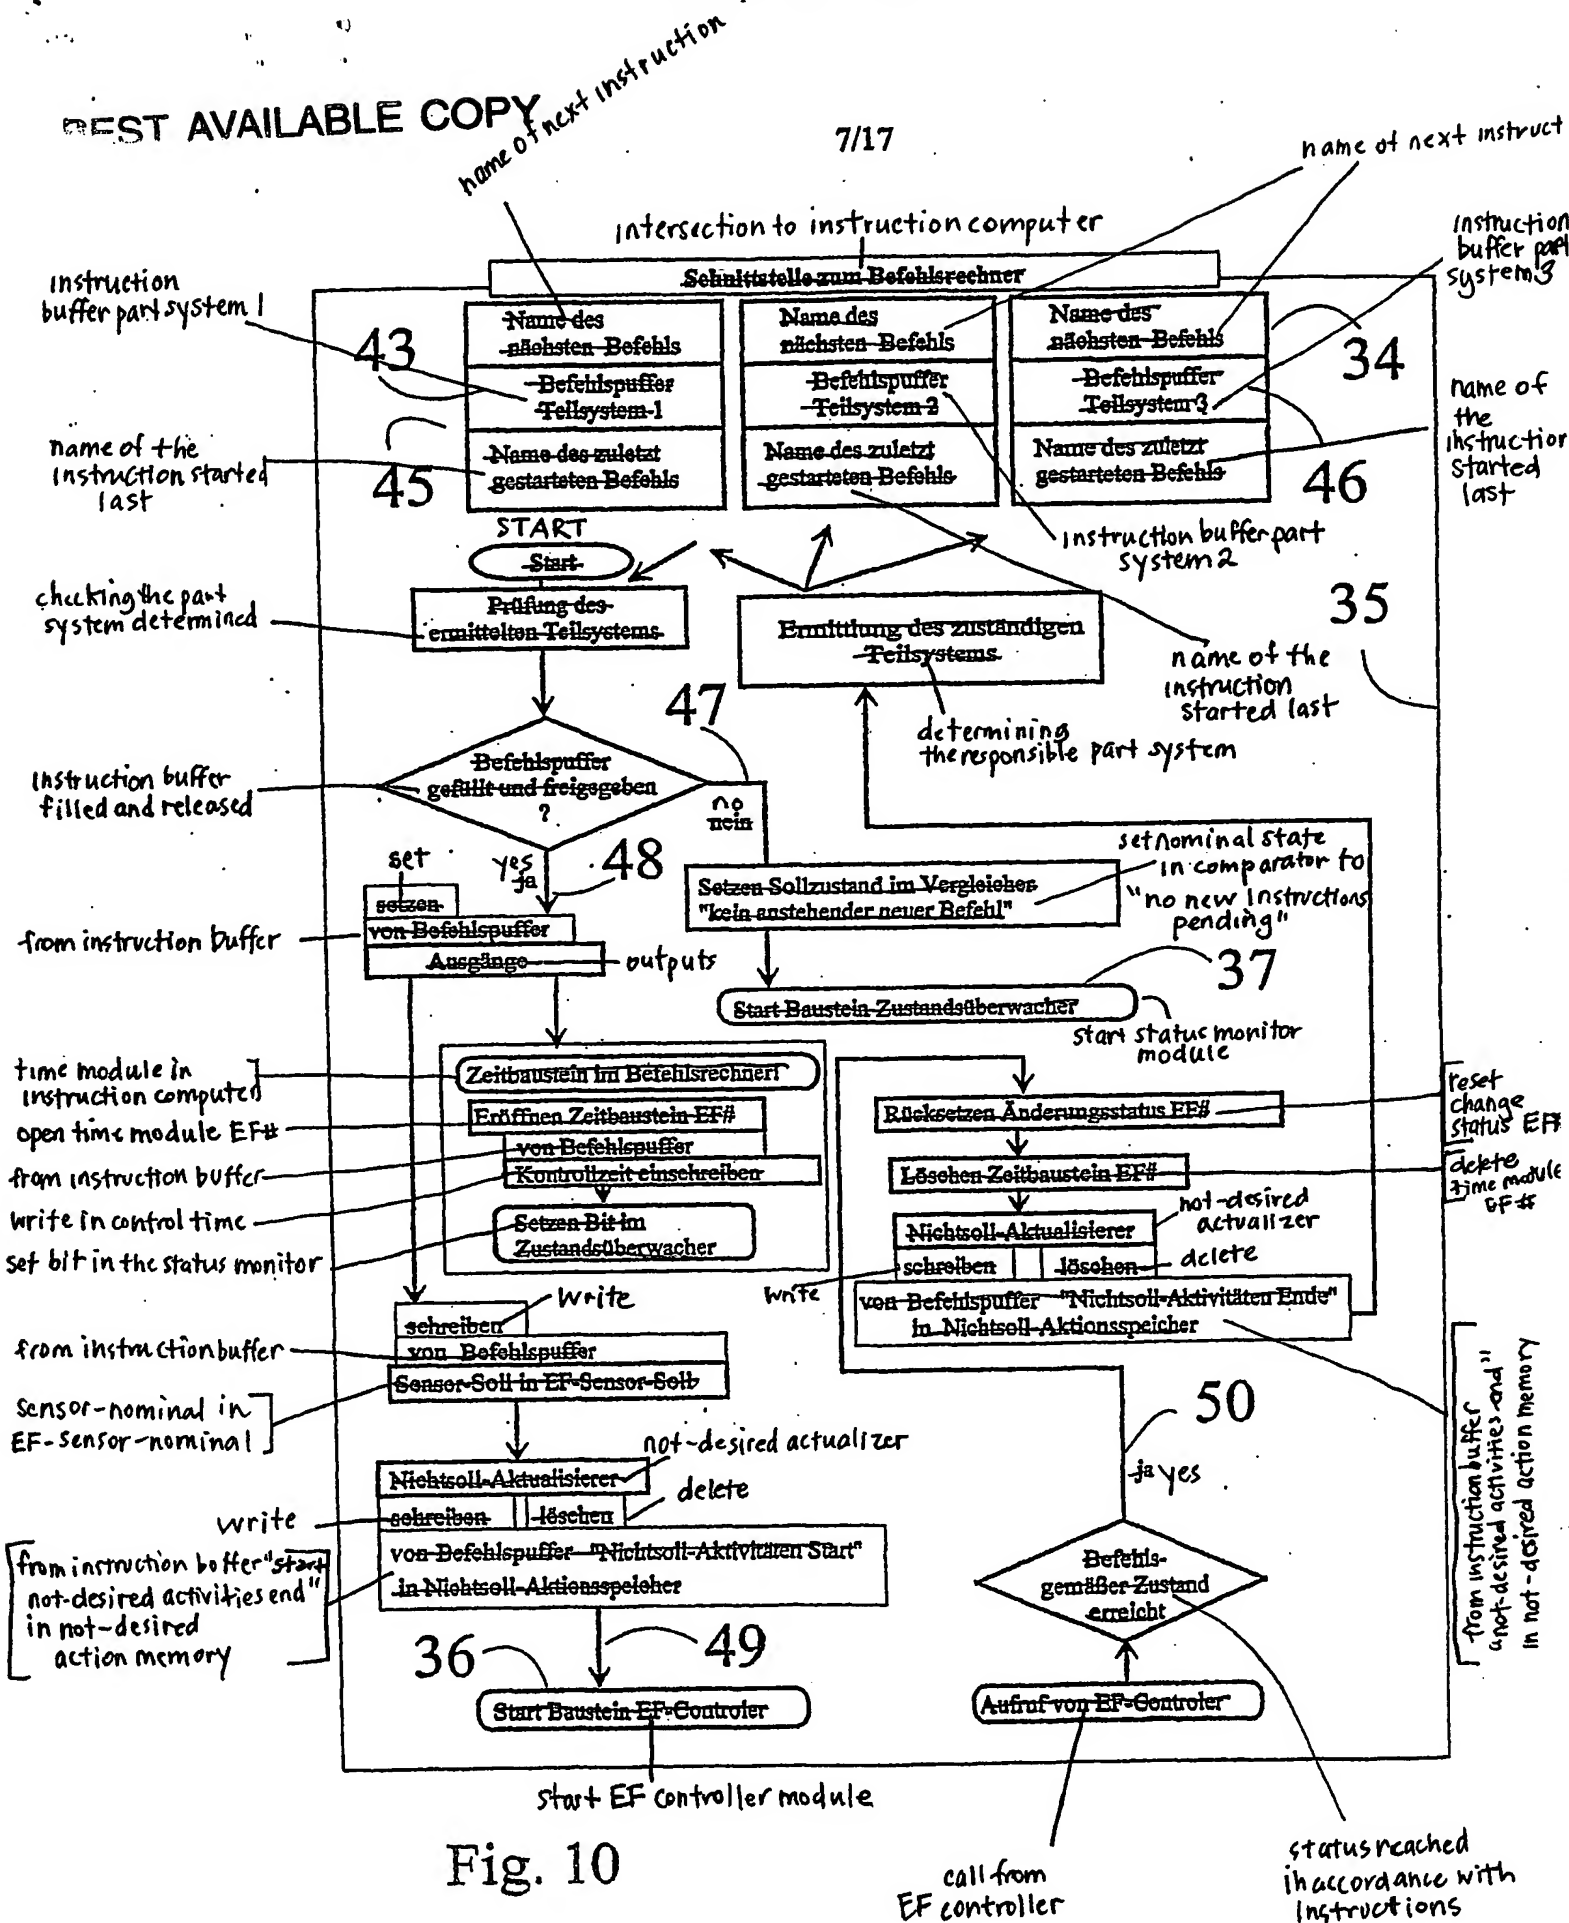 BEST AVAILABLE COPY
7/17
name of next instruction
name of next instruct
intersection to instruction computer
Schnittstelle zum Befehlsrechner
instruction
buffer part system 1
instruction
buffer part
system 3
Name des
nächsten Befehls
Name des
nächsten Befehls
Name des
nächsten Befehls
43
34
Befehlspuffer
Teilsystem 1
Befehlspuffer
Teilsystem 2
Befehlspuffer
Teilsystem 3
name of the
instruction started
last
45
Name des zuletzt
gestarteten Befehls
Name des zuletzt
gestarteten Befehls
Name des zuletzt
gestarteten Befehls
46
name of
the
instruction
started
last
START
Start
instruction buffer part
system 2
checking the part
system determined
Prüfung des
ermittelten Teilsystems
Ermittlung des zuständigen
Teilsystems
35
name of the
instruction
started last
47
determining
the responsible part system
instruction buffer
filled and released
Befehlspuffer
gefüllt und freigegeben
?
no
nein
set
yes
ja
48
setzen
from instruction buffer
von Befehlspuffer
Ausgänge
outputs
Setzen Sollzustand im Vergleicher
"kein anstehender neuer Befehl"
set nominal state
in comparator to
"no new instructions
pending"
37
Start Baustein Zustandsüberwacher
start status monitor
module
time module in
instruction computer
Zeitbaustein im Befehlsrechner
open time module EF#
Eröffnen Zeitbaustein EF#
from instruction buffer
von Befehlspuffer
write in control time
Kontrollzeit einschreiben
set bit in the status monitor
Setzen Bit im
Zustandsüberwacher
Rücksetzen Änderungsstatus EF#
reset
change
status EF#
Löschen Zeitbaustein EF#
delete
time module
EF#
Nichtsoll-Aktualisierer
not-desired
actualizer
schreiben
löschen
delete
write
von Befehlspuffer "Nichtsoll-Aktivitäten Ende"
in Nichtsoll-Aktionsspeicher
write
schreiben
from instruction buffer
von Befehlspuffer
Sensor-Soll in EF-Sensor-Soll
sensor-nominal in
EF-sensor-nominal
50
ja yes
not-desired actualizer
Nichtsoll-Aktualisierer
write
schreiben
löschen
delete
from instruction buffer "start
not-desired activities end"
in not-desired
action memory
von Befehlspuffer "Nichtsoll-Aktivitäten Start"
in Nichtsoll-Aktionsspeicher
from instruction buffer
not-desired activities end"
in not-desired action memory
Befehls-
gemäßer Zustand
erreicht
36
49
Start Baustein EF-Controler
Aufruf von EF-Controler
start EF controller module
Fig. 10
call from
EF controller
status reached
in accordance with
instructions